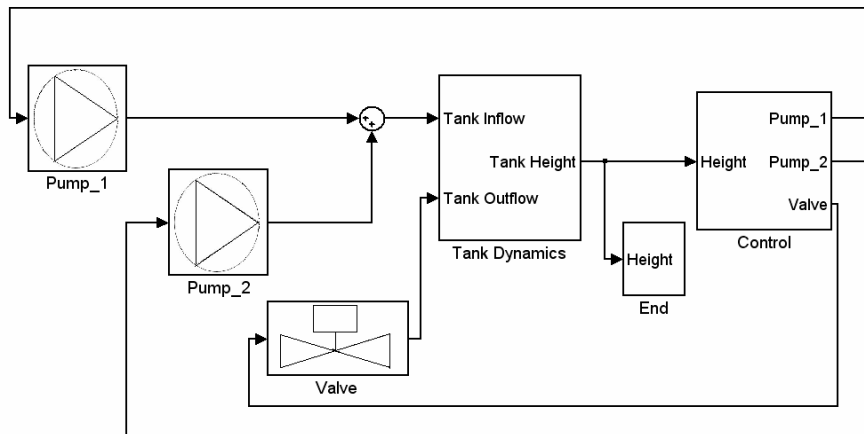 Pump_1
Pump_2
Valve
Tank Inflow
Tank Height
Tank Outflow
Tank Dynamics
Height
End
Height
Pump_1
Pump_2
Valve
Control